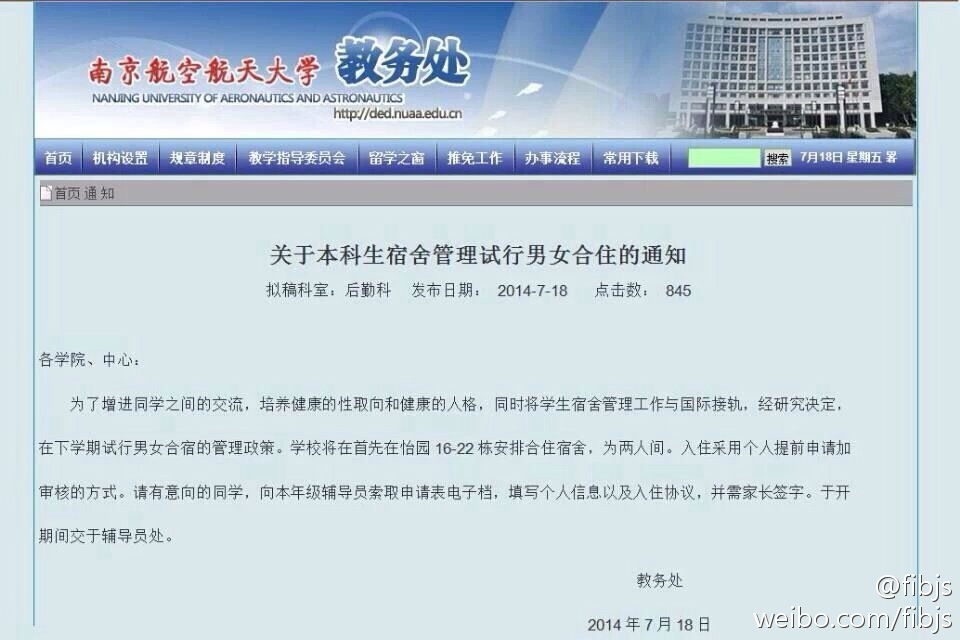 南京航空航天大学 教务处
NANJING UNIVERSITY OF AERONAUTICS AND ASTRONAUTICS
http://ded.nuaa.edu.cn
首页 机构设置 规章制度 教学指导委员会 留学之窗 推免工作 办事流程 常用下载 搜索 7月18日 星期五 署
首页 通 知
关于本科生宿舍管理试行男女合住的通知
拟稿科室：后勤科 发布日期： 2014-7-18 点击数： 845
各学院、中心：
为了增进同学之间的交流，培养健康的性取向和健康的人格，同时将学生宿舍管理工作与国际接轨，经研究决定，
在下学期试行男女合宿的管理政策。学校将在首先在怡园 16-22 栋安排合住宿舍，为两人间。入住采用个人提前申请加
审核的方式。请有意向的同学，向本年级辅导员索取申请表电子档，填写个人信息以及入住协议，并需家长签字。于开
期间交于辅导员处。
教务处
2014 年 7 月 18 日
@fibjs
weibo.com/fibjs